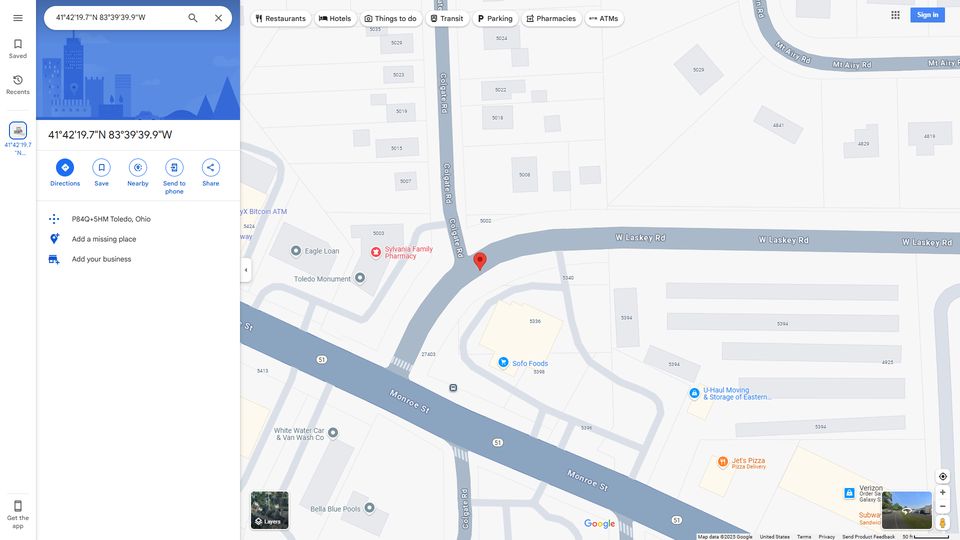 41°42'19.7"N 83°39'39.9"W
Saved
Recents
41°42'19.7
"N...
Get the
app
41°42'19.7"N 83°39'39.9"W
Directions
Save
Nearby
Send to
phone
Share
P84Q+5HM Toledo, Ohio
Add a missing place
Add your business
Restaurants
Hotels
Things to do
Transit
Parking
Pharmacies
ATMs
Sign in
5035
5029
5024
5023
5022
5019
5018
5015
5008
5007
5029
4841
4829
4819
Mt Airy Rd
Mt Airy Rd
Colgate Rd
Colgate Rd
Colgate Rd
yX Bitcoin ATM
5424
way
5003
5002
Eagle Loan
Sylvania Family
Pharmacy
Toledo Monument
W Laskey Rd
W Laskey Rd
W Laskey Rd
5340
5336
5394
5394
5394
4925
5394
St
51
27403
Sofo Foods
5398
5413
Monroe St
U-Haul Moving
& Storage of Eastern...
White Water Car
& Van Wash Co
51
5396
Monroe St
Jet's Pizza
Pizza Delivery
Colgate Rd
Bella Blue Pools
51
Verizon
Order Sa
Galaxy S
Subway
Sandwic
Layers
Google
Map data ©2025 Google
United States
Terms
Privacy
Send Product Feedback
50 ft